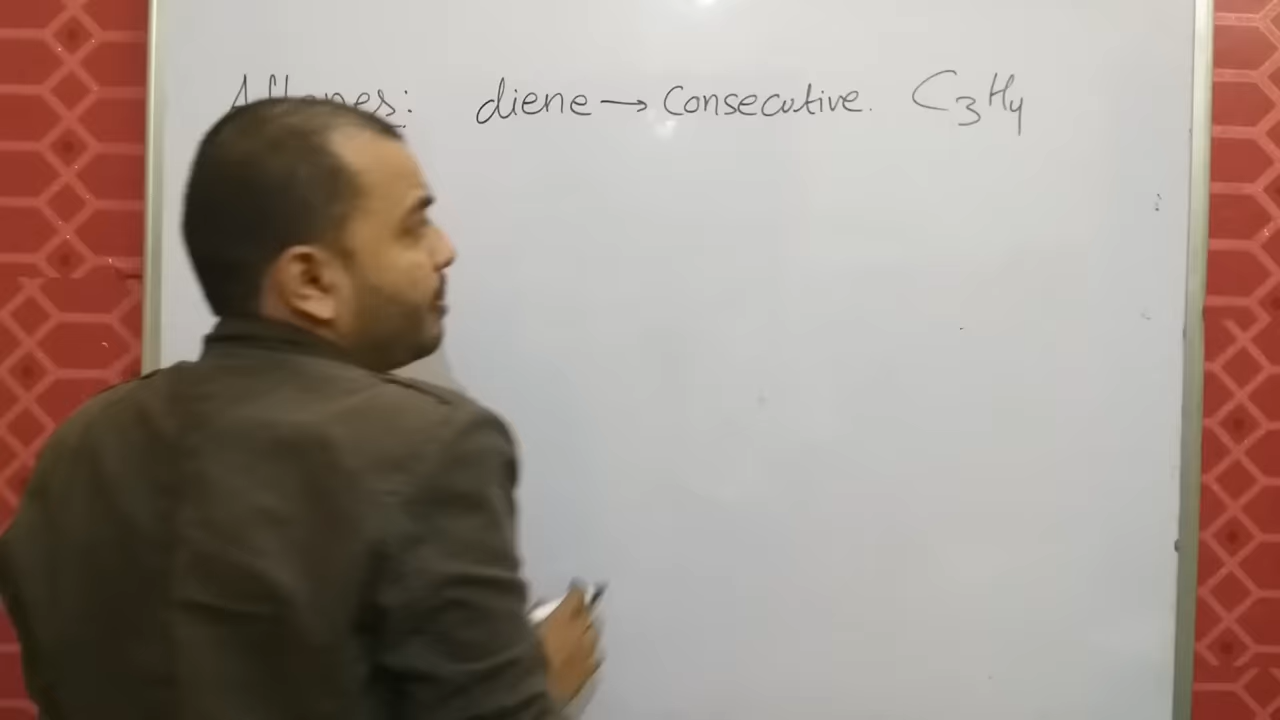 diene → Consecutive. C₃H₄